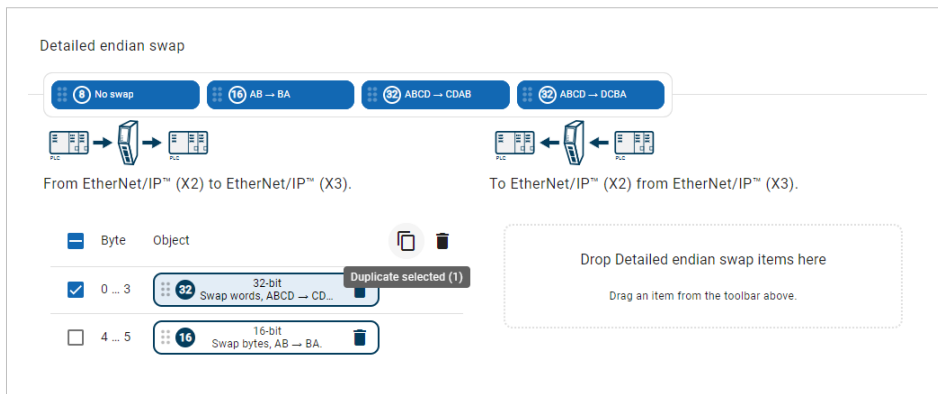 Detailed endian swap
8 No swap
16 AB → BA
32 ABCD → CDAB
32 ABCD → DCBA
PLC PLC
PLC PLC
From EtherNet/IP™ (X2) to EtherNet/IP™ (X3).
To EtherNet/IP™ (X2) from EtherNet/IP™ (X3).
Byte Object
Duplicate selected (1)
0 ... 3
32
32-bit
Swap words, ABCD → CD...
4 ... 5
16
16-bit
Swap bytes, AB → BA.
Drop Detailed endian swap items here
Drag an item from the toolbar above.